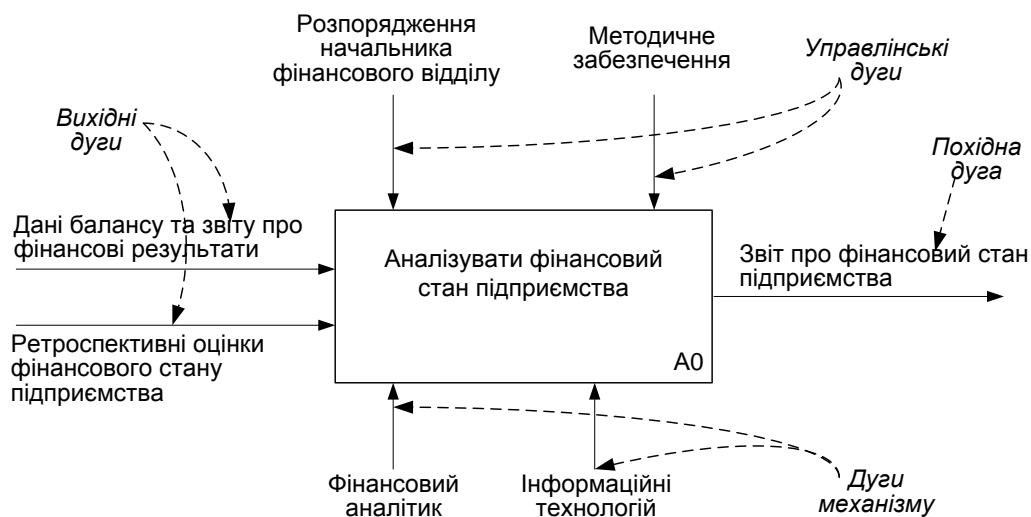 Розпорядження
начальника
фінансового відділу
Методичне
забезпечення
Управлінські
дуги
Вихідні
дуги
Похідна
дуга
Дані балансу та звіту про
фінансові результати
Аналізувати фінансовий
стан підприємства
Звіт про фінансовий стан
підприємства
Ретроспективні оцінки
фінансового стану
підприємства
A0
Фінансовий
аналітик
Інформаційні
технологій
Дуги
механізму